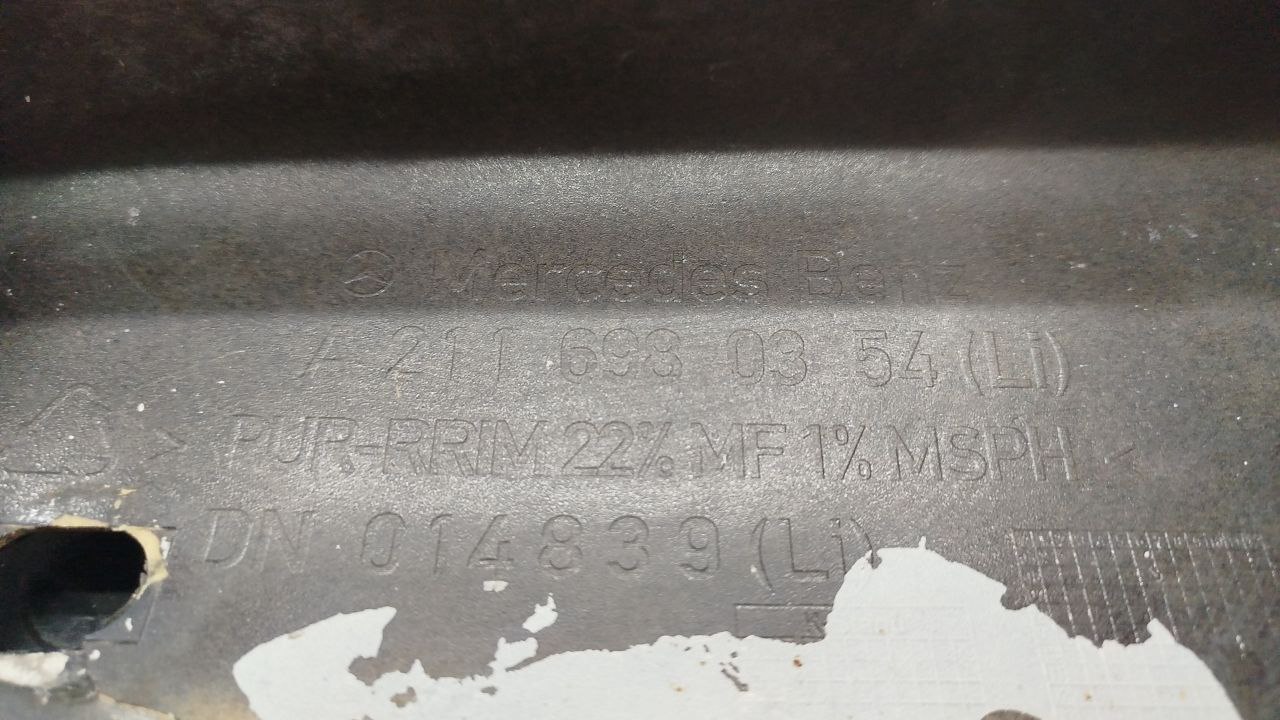 Mercedes Benz
A 211 698 03 54 (Li)
> PUR-RRIM 22% MF 1% MSPH <
DN 014839 (Li)